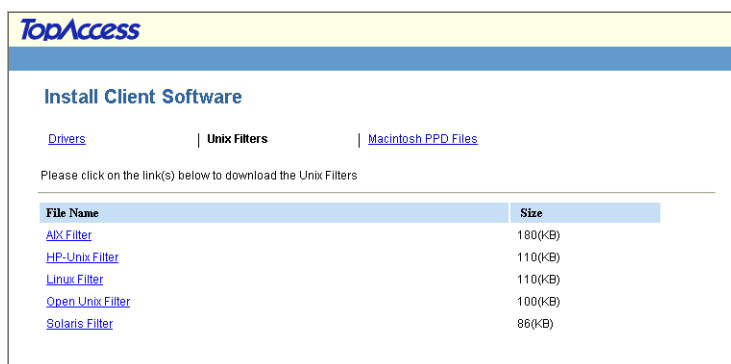 TopAccess
Install Client Software
Drivers | Unix Filters | Macintosh PPD Files
Please click on the link(s) below to download the Unix Filters
File Name Size
AIX Filter 180(KB)
HP-Unix Filter 110(KB)
Linux Filter 110(KB)
Open Unix Filter 100(KB)
Solaris Filter 86(KB)